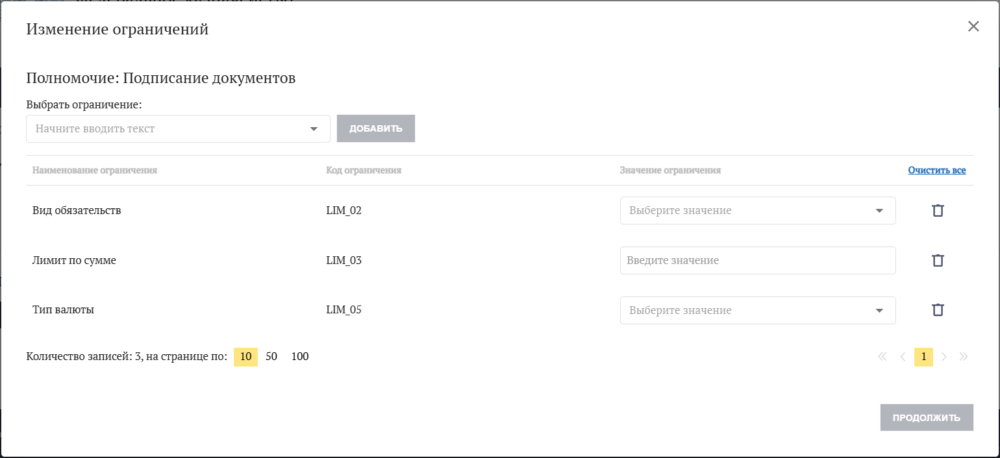 Изменение ограничений
Полномочие: Подписание документов
Выбрать ограничение:
Начните вводить текст
ДОБАВИТЬ
Наименование ограничения Код ограничения Значение ограничения Очистить все
Вид обязательств LIM_02 Выберите значение
Лимит по сумме LIM_03 Введите значение
Тип валюты LIM_05 Выберите значение
Количество записей: 3, на странице по: 10 50 100 1
ПРОДОЛЖИТЬ